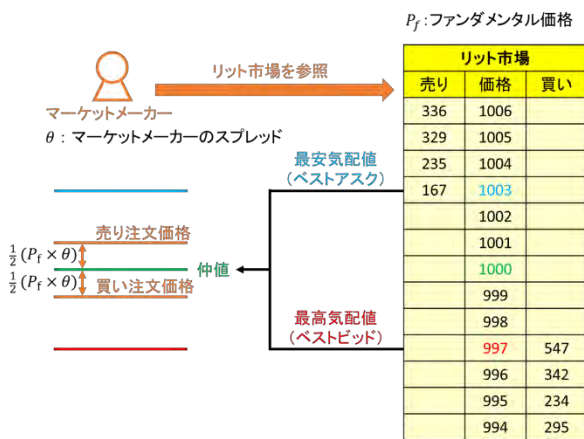 P_f : ファンダメンタル価格
リット市場を参照
マーケットメーカー
θ : マーケットメーカーのスプレッド
最安気配値
(ベストアスク)
売り注文価格
½ (P_f × θ)
仲値
½ (P_f × θ)
買い注文価格
最高気配値
(ベストビッド)
リット市場
売り 価格 買い
336 1006
329 1005
235 1004
167 1003
1002
1001
1000
999
998
997 547
996 342
995 234
994 295